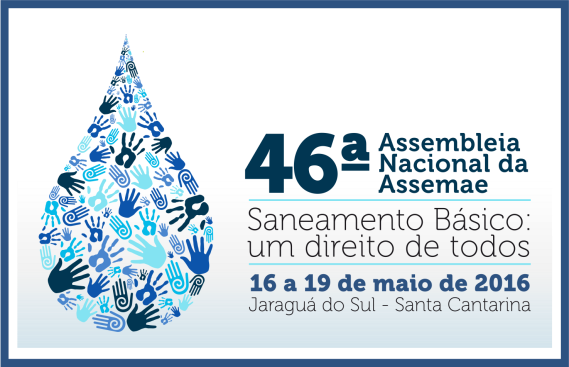 46ª Assembleia
Nacional da
Assemae
Saneamento Básico:
um direito de todos
16 a 19 de maio de 2016
Jaraguá do Sul - Santa Cantarina